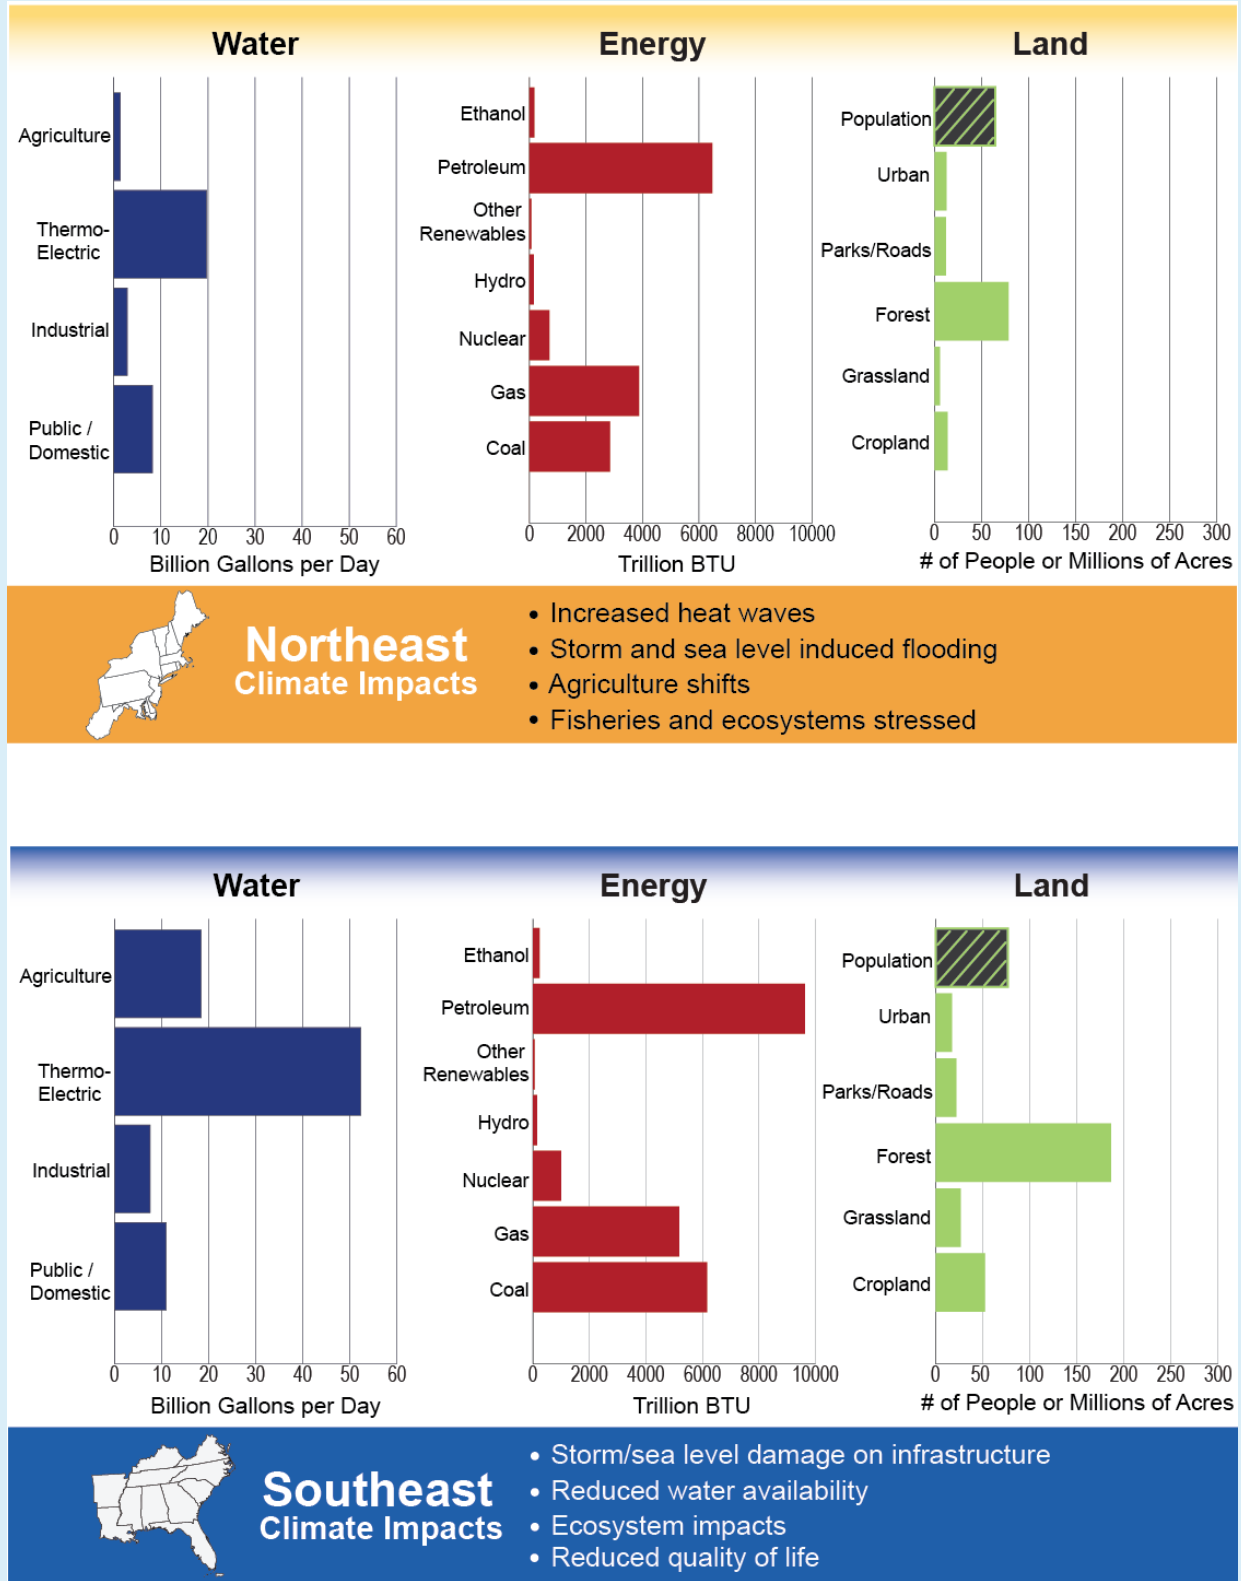 Water
Energy
Land
Agriculture
Thermo-
Electric
Industrial
Public /
Domestic
0 10 20 30 40 50 60
Billion Gallons per Day
Ethanol
Petroleum
Other
Renewables
Hydro
Nuclear
Gas
Coal
0 2000 4000 6000 8000 10000
Trillion BTU
Population
Urban
Parks/Roads
Forest
Grassland
Cropland
0 50 100 150 200 250 300
# of People or Millions of Acres
Northeast
Climate Impacts
• Increased heat waves
• Storm and sea level induced flooding
• Agriculture shifts
• Fisheries and ecosystems stressed
Water
Energy
Land
Agriculture
Thermo-
Electric
Industrial
Public /
Domestic
0 10 20 30 40 50 60
Billion Gallons per Day
Ethanol
Petroleum
Other
Renewables
Hydro
Nuclear
Gas
Coal
0 2000 4000 6000 8000 10000
Trillion BTU
Population
Urban
Parks/Roads
Forest
Grassland
Cropland
0 50 100 150 200 250 300
# of People or Millions of Acres
Southeast
Climate Impacts
• Storm/sea level damage on infrastructure
• Reduced water availability
• Ecosystem impacts
• Reduced quality of life